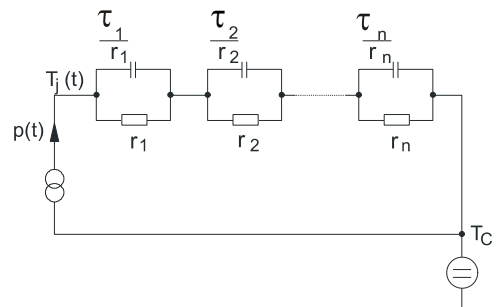 τ1/r1 τ2/r2 τn/rn
Tj(t)
r1 r2 rn
p(t)
TC